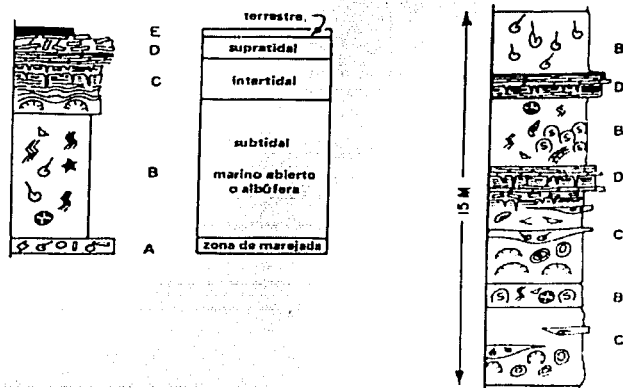 E
D
C
B
A
terrestre,
supratidal
intertidal
subtidal
marino abierto
o albúfera
zona de marejada
15 M
B
D
B
D
C
B
C